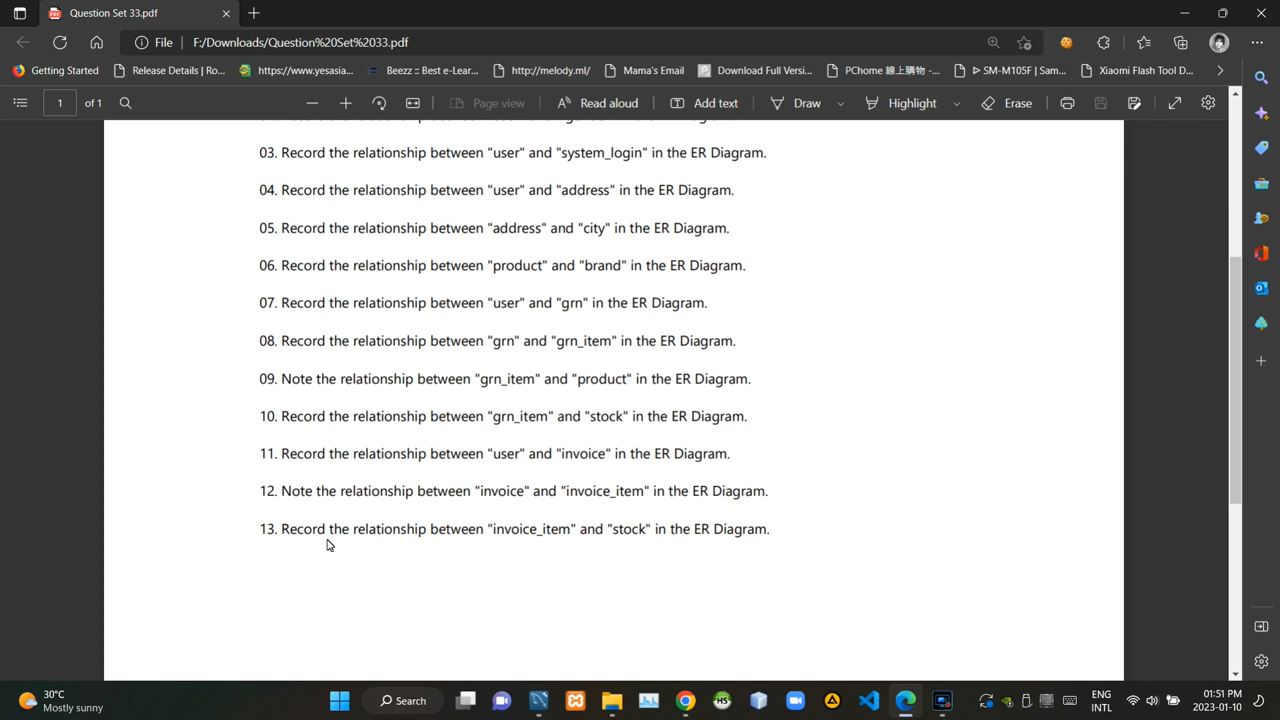 Question Set 33.pdf
File
F:/Downloads/Question%20Set%2033.pdf
Getting Started
Release Details | Ro...
https://www.yesasia...
Beezz :: Best e-Lear...
http://melody.ml/
Mama's Email
Download Full Versi...
PChome 線上購物 -...
SM-M105F | Sam...
Xiaomi Flash Tool D...
1 of 1
Page view
Read aloud
Add text
Draw
Highlight
Erase
03. Record the relationship between "user" and "system_login" in the ER Diagram.
04. Record the relationship between "user" and "address" in the ER Diagram.
05. Record the relationship between "address" and "city" in the ER Diagram.
06. Record the relationship between "product" and "brand" in the ER Diagram.
07. Record the relationship between "user" and "grn" in the ER Diagram.
08. Record the relationship between "grn" and "grn_item" in the ER Diagram.
09. Note the relationship between "grn_item" and "product" in the ER Diagram.
10. Record the relationship between "grn_item" and "stock" in the ER Diagram.
11. Record the relationship between "user" and "invoice" in the ER Diagram.
12. Note the relationship between "invoice" and "invoice_item" in the ER Diagram.
13. Record the relationship between "invoice_item" and "stock" in the ER Diagram.
30°C
Mostly sunny
Search
HS
ENG
INTL
01:51 PM
2023-01-10